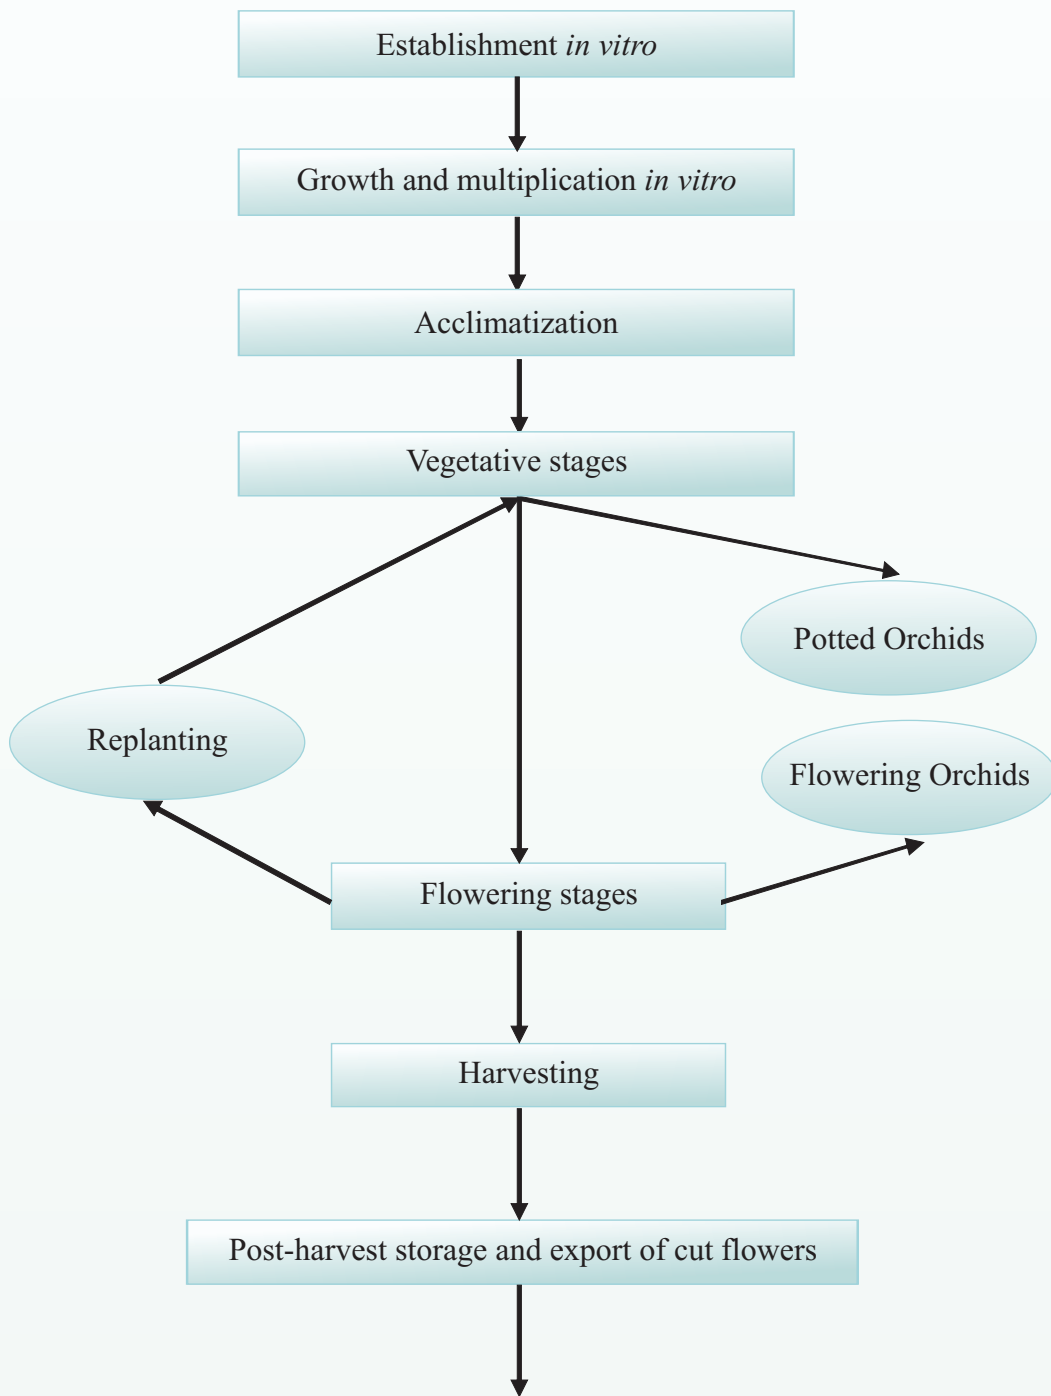 Establishment in vitro
Growth and multiplication in vitro
Acclimatization
Vegetative stages
Potted Orchids
Replanting
Flowering Orchids
Flowering stages
Harvesting
Post-harvest storage and export of cut flowers